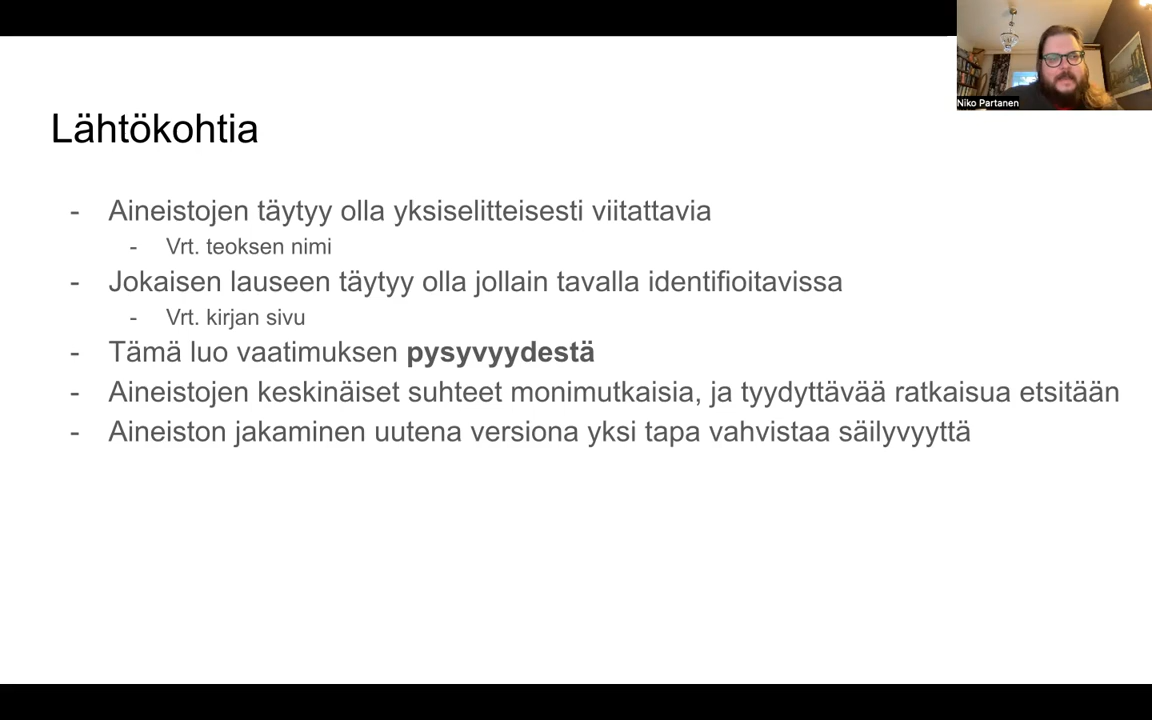 Niko Partanen
Lähtökohtia
- Aineistojen täytyy olla yksiselitteisesti viitattavia
- Vrt. teoksen nimi
- Jokaisen lauseen täytyy olla jollain tavalla identifioitavissa
- Vrt. kirjan sivu
- Tämä luo vaatimuksen pysyvyydestä
- Aineistojen keskinäiset suhteet monimutkaisia, ja tyydyttävää ratkaisua etsitään
- Aineiston jakaminen uutena versiona yksi tapa vahvistaa säilyvyyttä